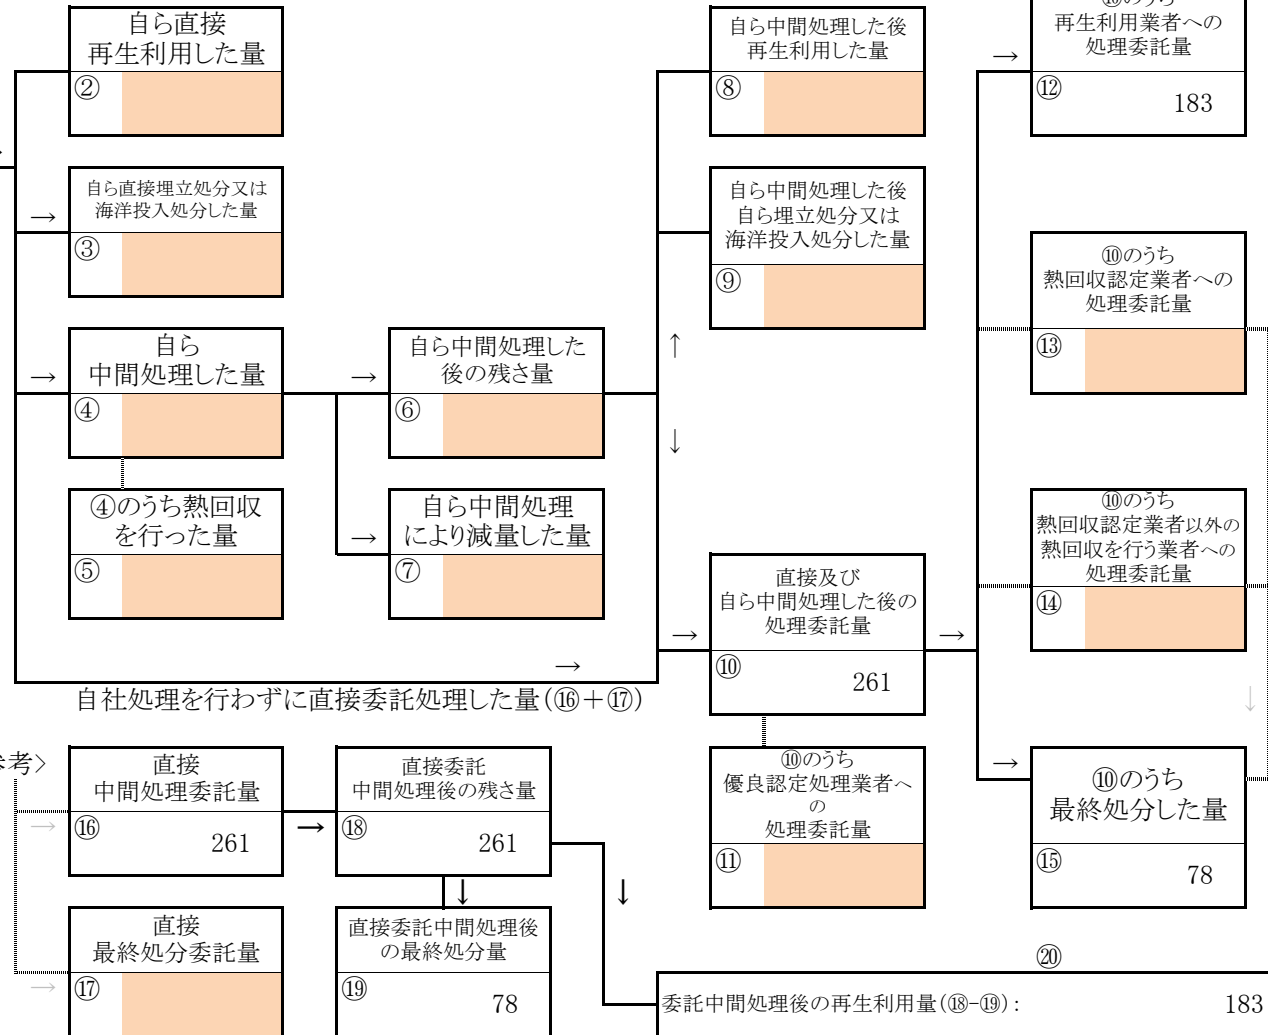 自ら直接
再生利用した量
②
自ら中間処理した後
再生利用した量
⑧
⑩のうち
再生利用業者への
処理委託量
→
⑫
183
自ら直接埋立処分又は
海洋投入処分した量
→
③
自ら中間処理した後
自ら埋立処分又は
海洋投入処分した量
⑨
⑩のうち
熱回収認定業者への
処理委託量
⑬
自ら
中間処理した量
→
④
→
自ら中間処理した
後の残さ量
⑥
↑
↓
④のうち熱回収
を行った量
⑤
→
自ら中間処理
により減量した量
⑦
⑩のうち
熱回収認定業者以外の
熱回収を行う業者への
処理委託量
⑭
直接及び
自ら中間処理した後の
処理委託量
→
⑩
261
→
→
自社処理を行わずに直接委託処理した量(⑯+⑰)
↓
考>
直接
中間処理委託量
→
⑯
261
→
直接委託
中間処理後の残さ量
⑱
261
↓
↓
⑩のうち
優良認定処理業者へ
の
処理委託量
⑪
→
⑩のうち
最終処分した量
⑮
78
直接
最終処分委託量
→
⑰
直接委託中間処理後
の最終処分量
⑲
78
⑳
委託中間処理後の再生利用量(⑱-⑲):
183